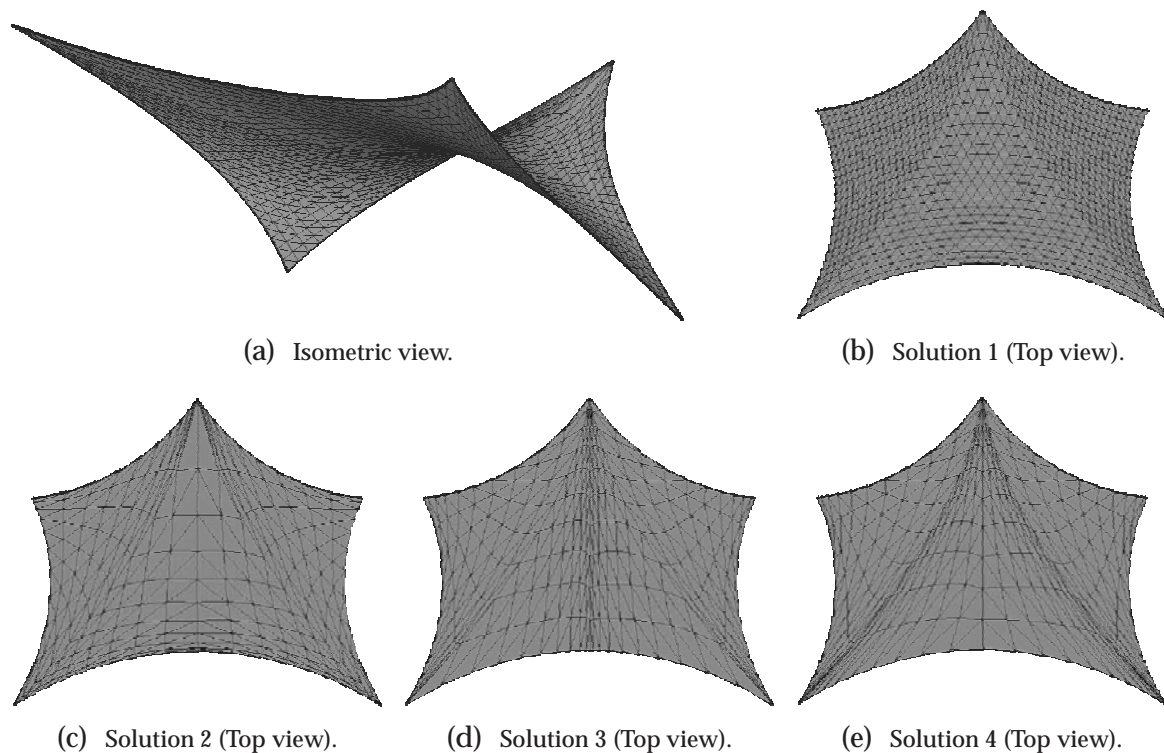 (a) Isometric view.
(b) Solution 1 (Top view).
(c) Solution 2 (Top view).
(d) Solution 3 (Top view).
(e) Solution 4 (Top view).